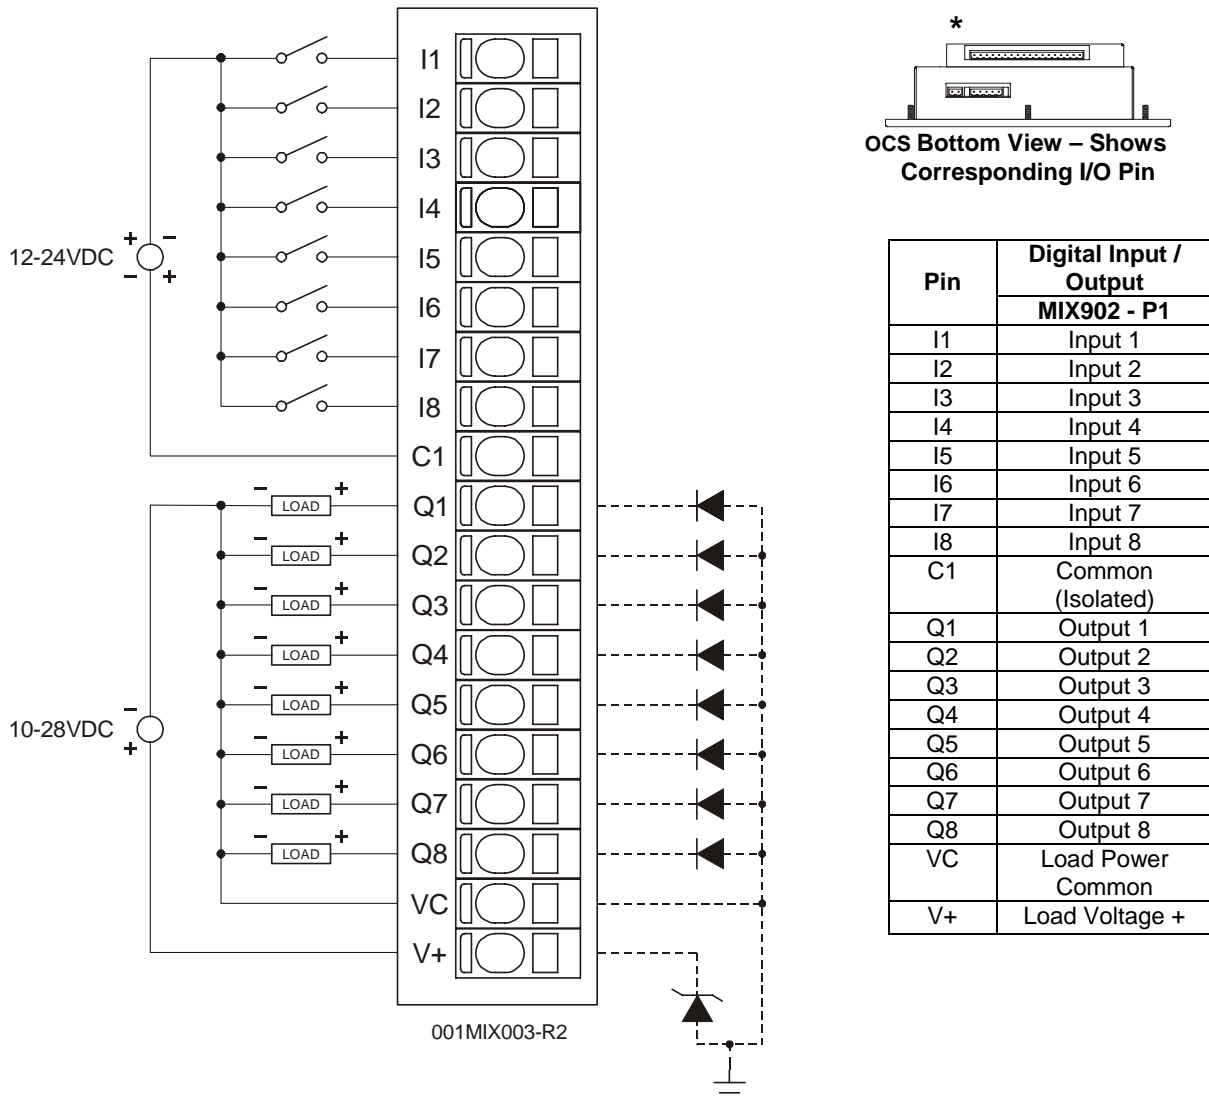 I1
I2
I3
I4
12-24VDC
+ −
− +
I5
I6
I7
I8
C1
− LOAD + Q1
− LOAD + Q2
− LOAD + Q3
− LOAD + Q4
− LOAD + Q5
10-28VDC
−
+
− LOAD + Q6
− LOAD + Q7
− LOAD + Q8
VC
V+
001MIX003-R2
*
OCS Bottom View – Shows
Corresponding I/O Pin
Pin
Digital Input /
Output
MIX902 - P1
I1 Input 1
I2 Input 2
I3 Input 3
I4 Input 4
I5 Input 5
I6 Input 6
I7 Input 7
I8 Input 8
C1 Common
(Isolated)
Q1 Output 1
Q2 Output 2
Q3 Output 3
Q4 Output 4
Q5 Output 5
Q6 Output 6
Q7 Output 7
Q8 Output 8
VC Load Power
Common
V+ Load Voltage +